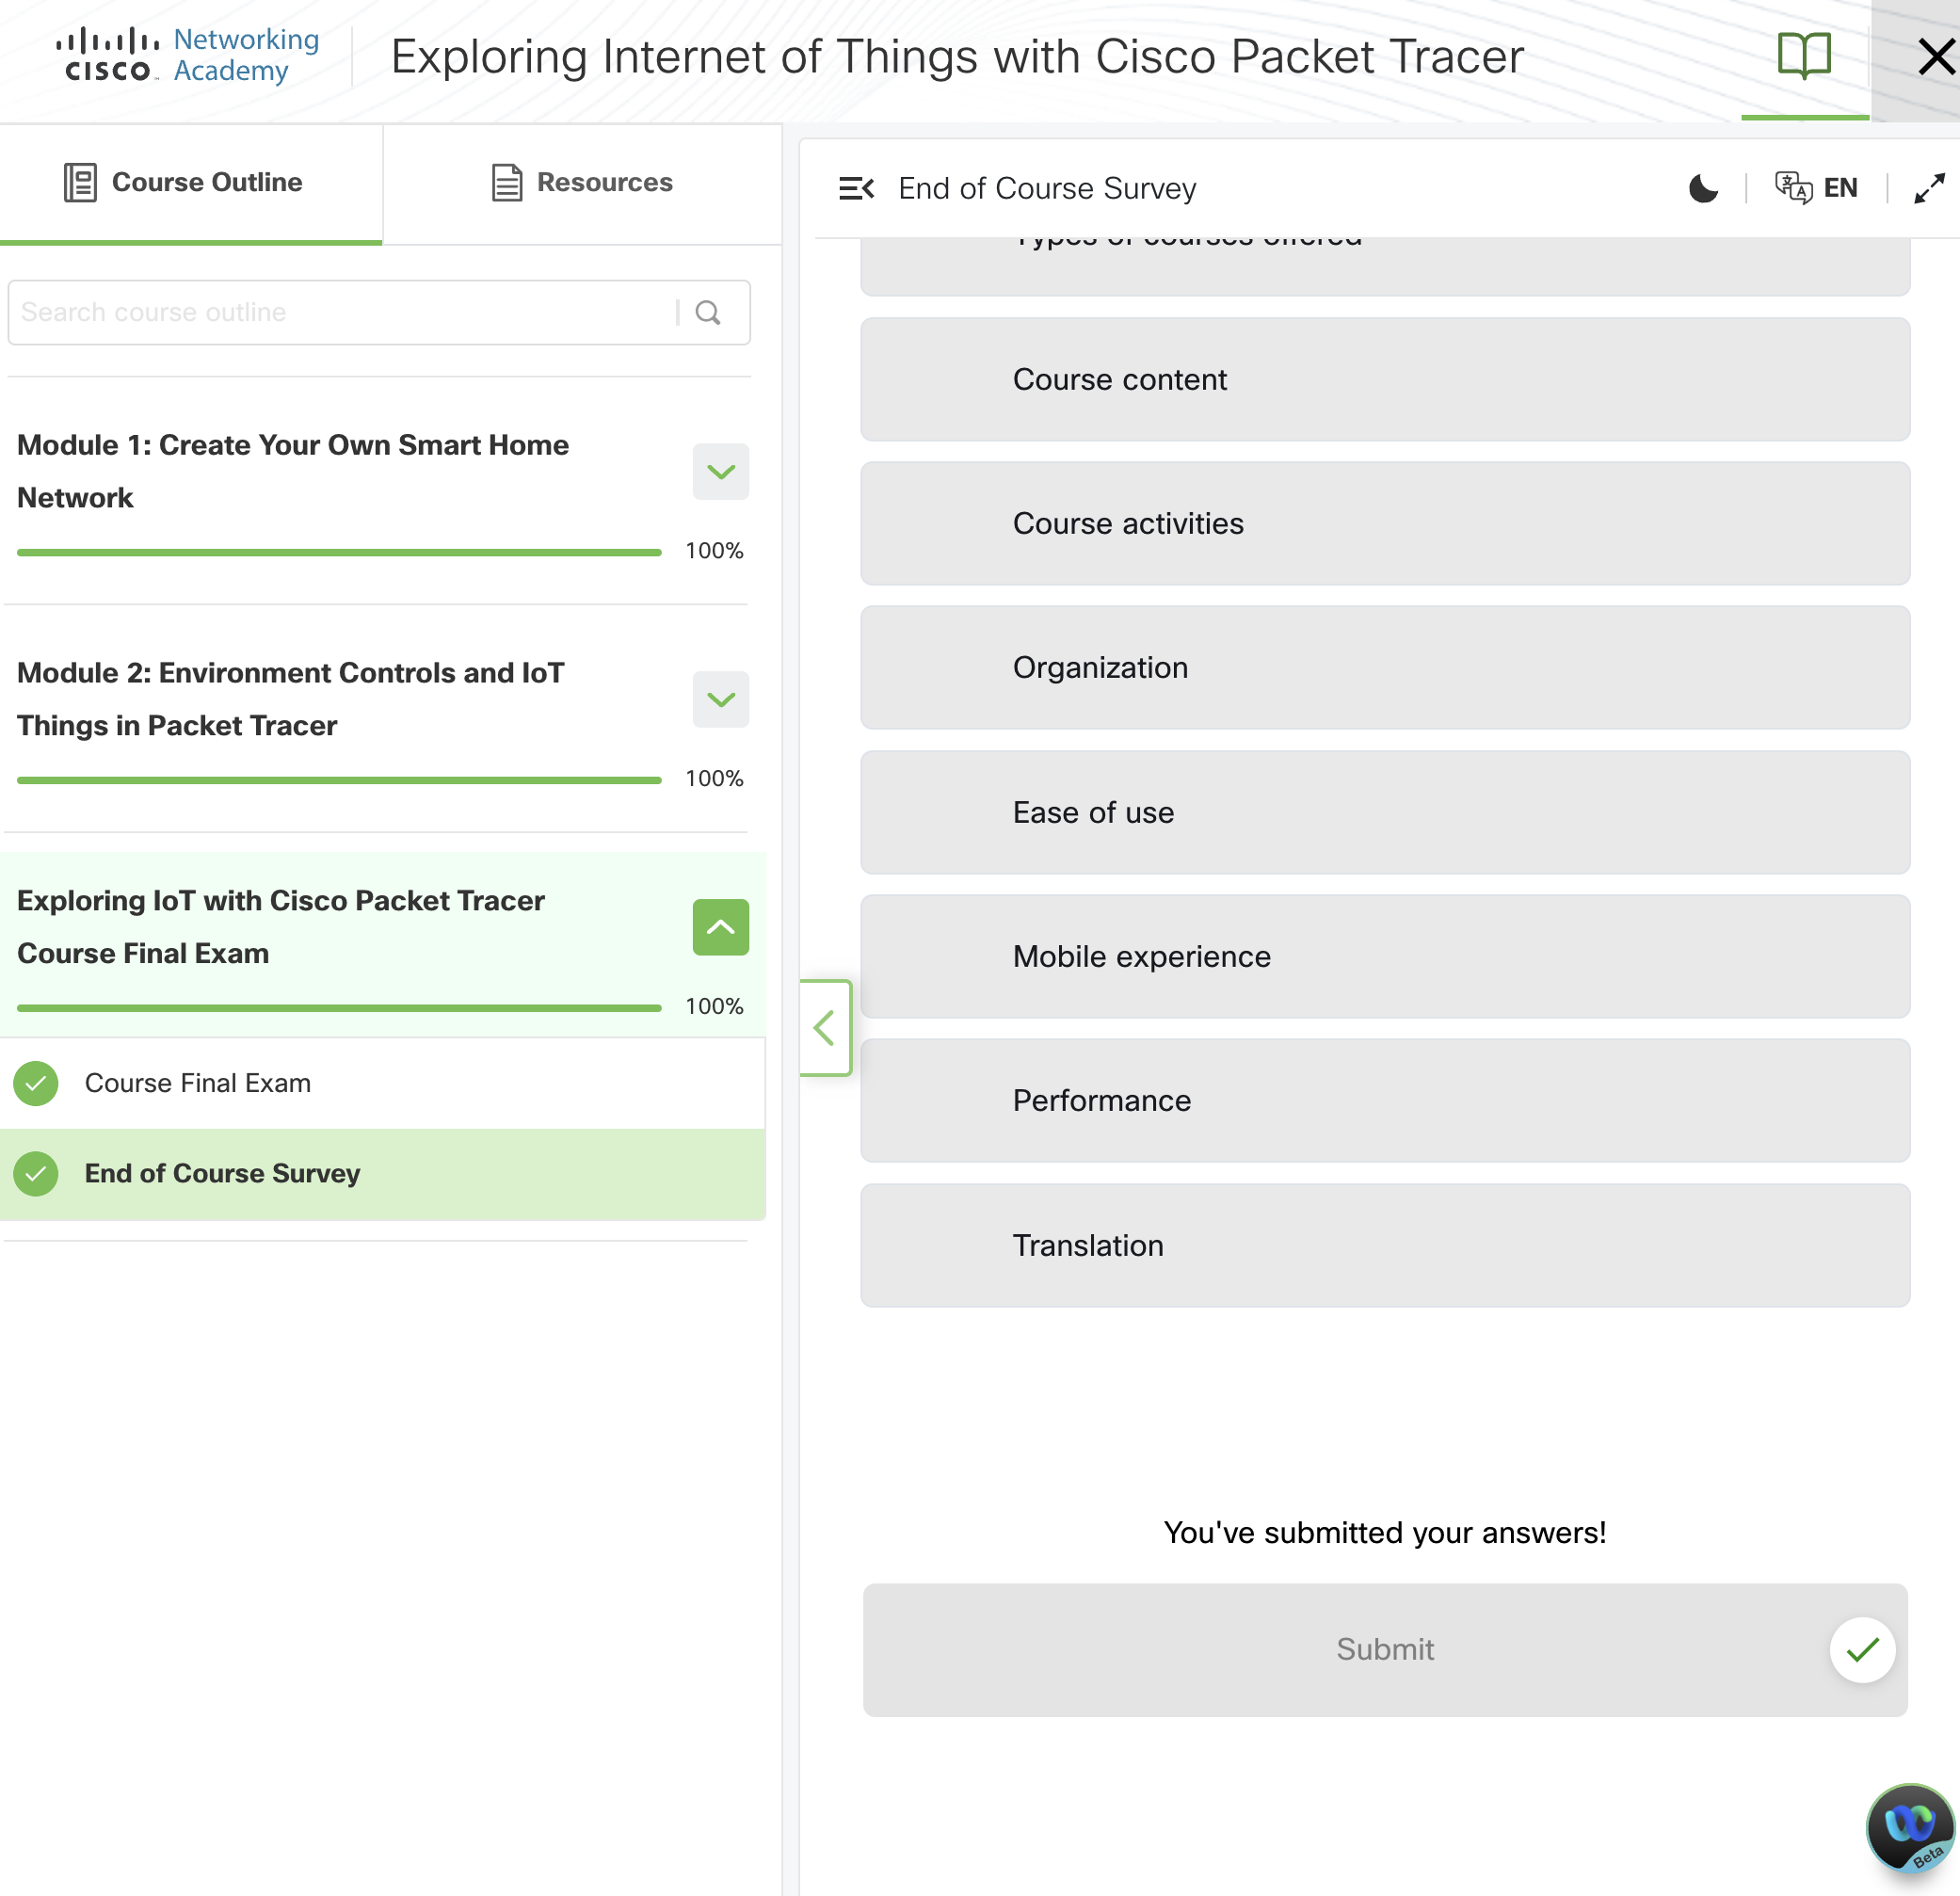 CISCO
Networking
Academy
Exploring Internet of Things with Cisco Packet Tracer
Course Outline
Resources
Search course outline
Module 1: Create Your Own Smart Home
Network
100%
Module 2: Environment Controls and IoT
Things in Packet Tracer
100%
Exploring IoT with Cisco Packet Tracer
Course Final Exam
100%
Course Final Exam
End of Course Survey
End of Course Survey
EN
Types of courses offered
Course content
Course activities
Organization
Ease of use
Mobile experience
Performance
Translation
You've submitted your answers!
Submit
Beta